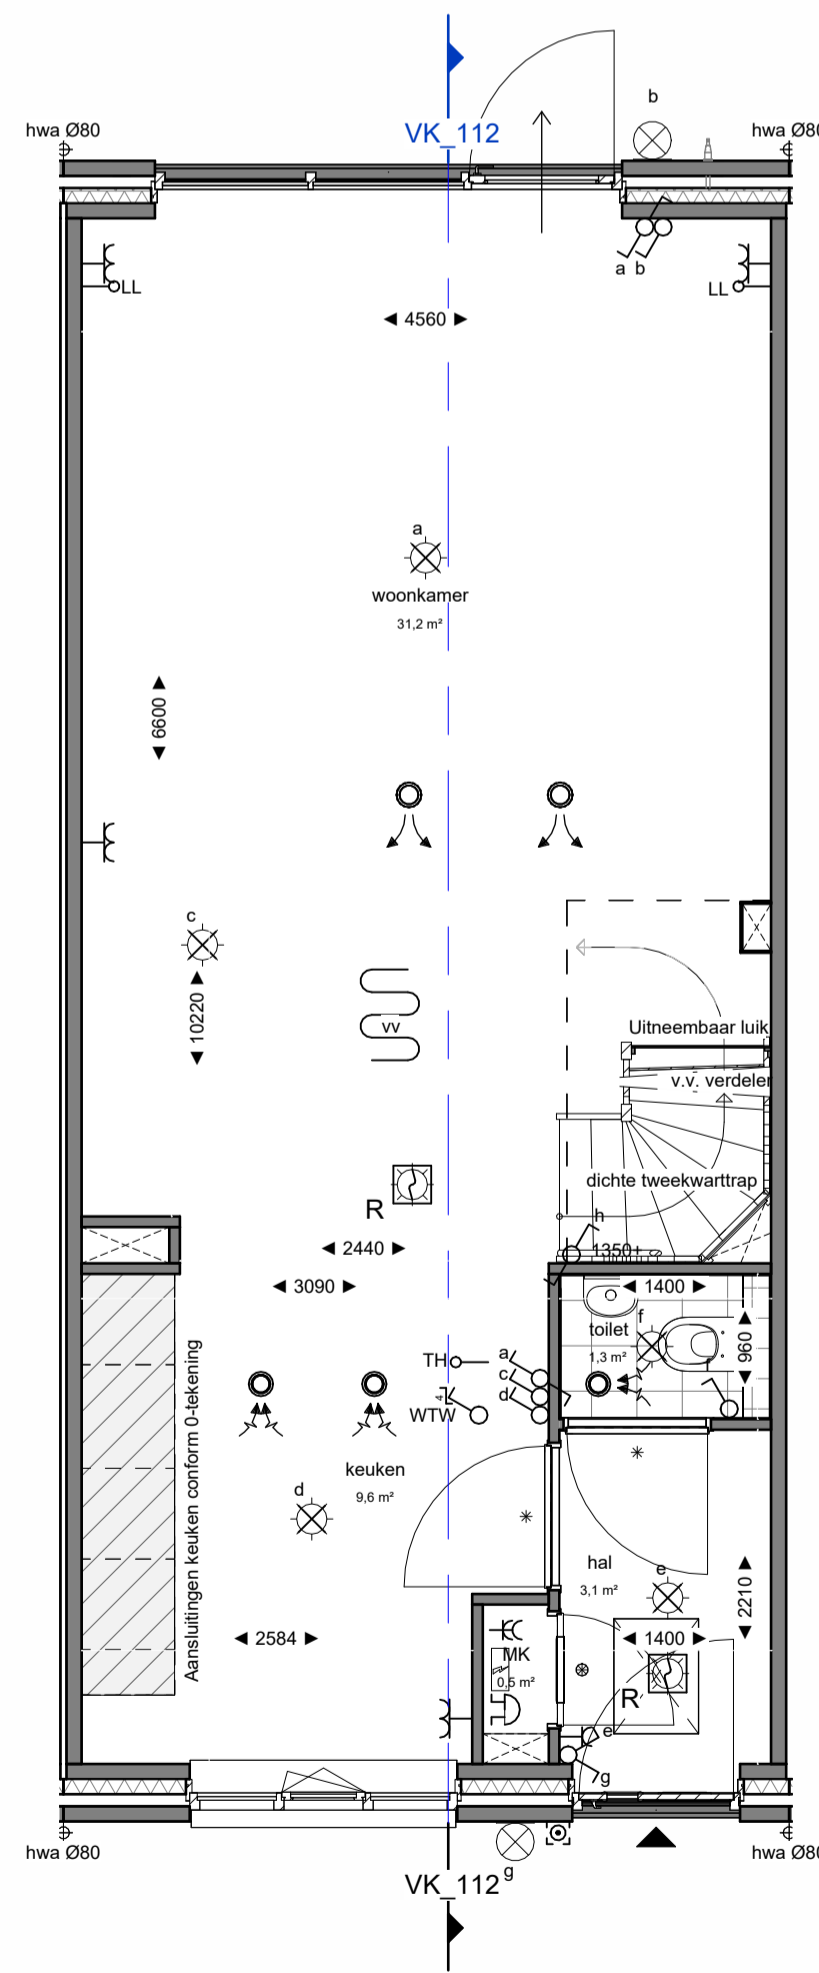 b
hwa Ø80
VK_112
hwa Ø80
a b
LL
LL
4560
a
woonkamer
31,2 m²
6600
c
10220
vv
Uitneembaar luik
v.v. verdeler
dichte tweekwarttrap
h
R
1350+
2440
3090
1400
f
toilet
1,3 m²
960
f
TH
a
c
d
4
WTW
Aansluitingen keuken conform 0-tekening
keuken
9,6 m²
d
hal
3,1 m²
e
2210
2584
1400
MK
0,5 m²
R
e
g
hwa Ø80
g
VK_112
hwa Ø80